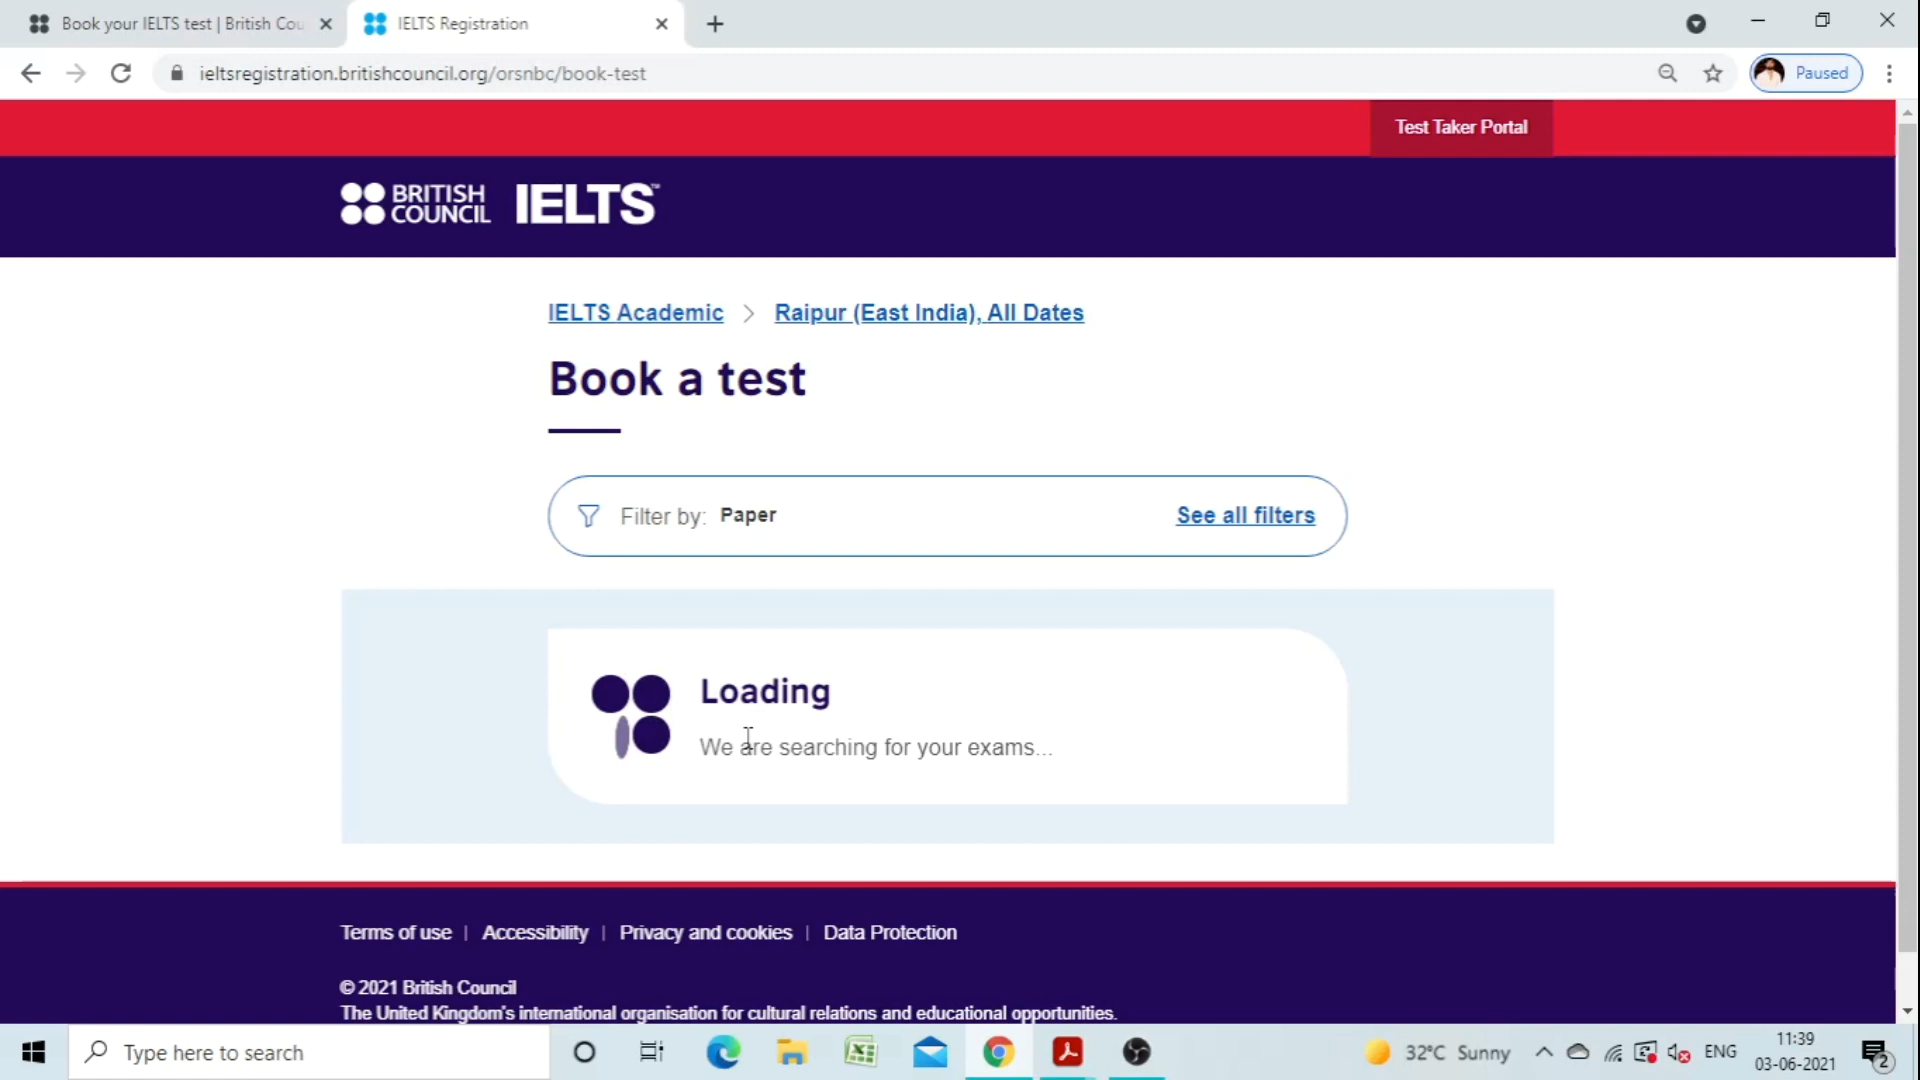 Book your IELTS test | British Cou
IELTS Registration
ieltsregistration.britishcouncil.org/orsnbc/book-test
Paused
Test Taker Portal
BRITISH
COUNCIL
IELTS™
IELTS Academic
Raipur (East India), All Dates
Book a test
Filter by: Paper
See all filters
Loading
We are searching for your exams...
Terms of use | Accessibility | Privacy and cookies | Data Protection
© 2021 British Council
The United Kingdom's international organisation for cultural relations and educational opportunities.
Type here to search
32°C Sunny
ENG
11:39
03-06-2021
2